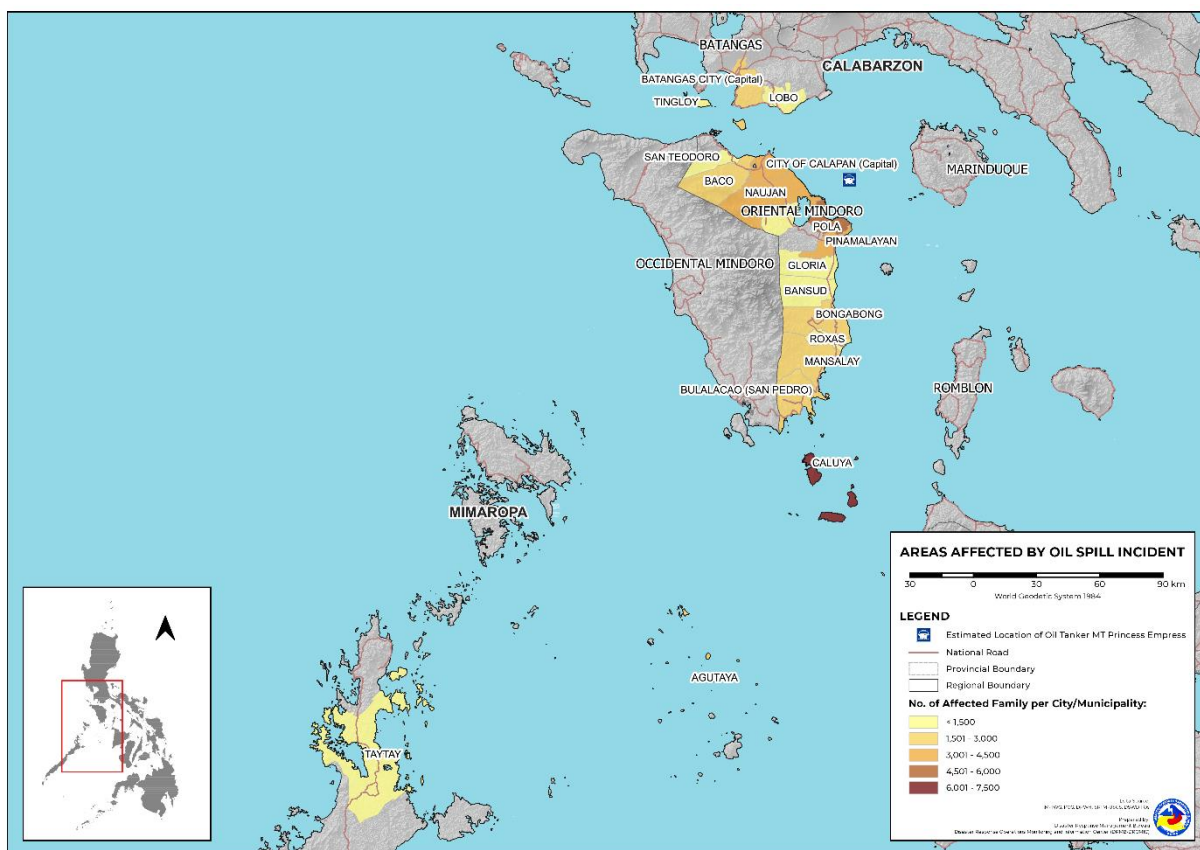 BATANGAS
CALABARZON
BATANGAS CITY (Capital)
TINGLOY
LOBO
SAN TEODORO
CITY OF CALAPAN (Capital)
MARINDUQUE
BACO
NAUJAN
ORIENTAL MINDORO
POLA
PINAMALAYAN
OCCIDENTAL MINDORO
GLORIA
BANSUD
BONGABONG
ROXAS
MANSALAY
BULALACAO (SAN PEDRO)
ROMBLON
CALUYA
MIMAROPA
AGUTAYA
TAYTAY
AREAS AFFECTED BY OIL SPILL INCIDENT
30 0 30 60 90 km
World Geodetic System 1984
LEGEND
Estimated Location of Oil Tanker MT Princess Empress
National Road
Provincial Boundary
Regional Boundary
No. of Affected Family per City/Municipality:
< 1,500
1,501 - 3,000
3,001 - 4,500
4,501 - 6,000
6,001 - 7,500
Prepared by:
Disaster Response Management Bureau